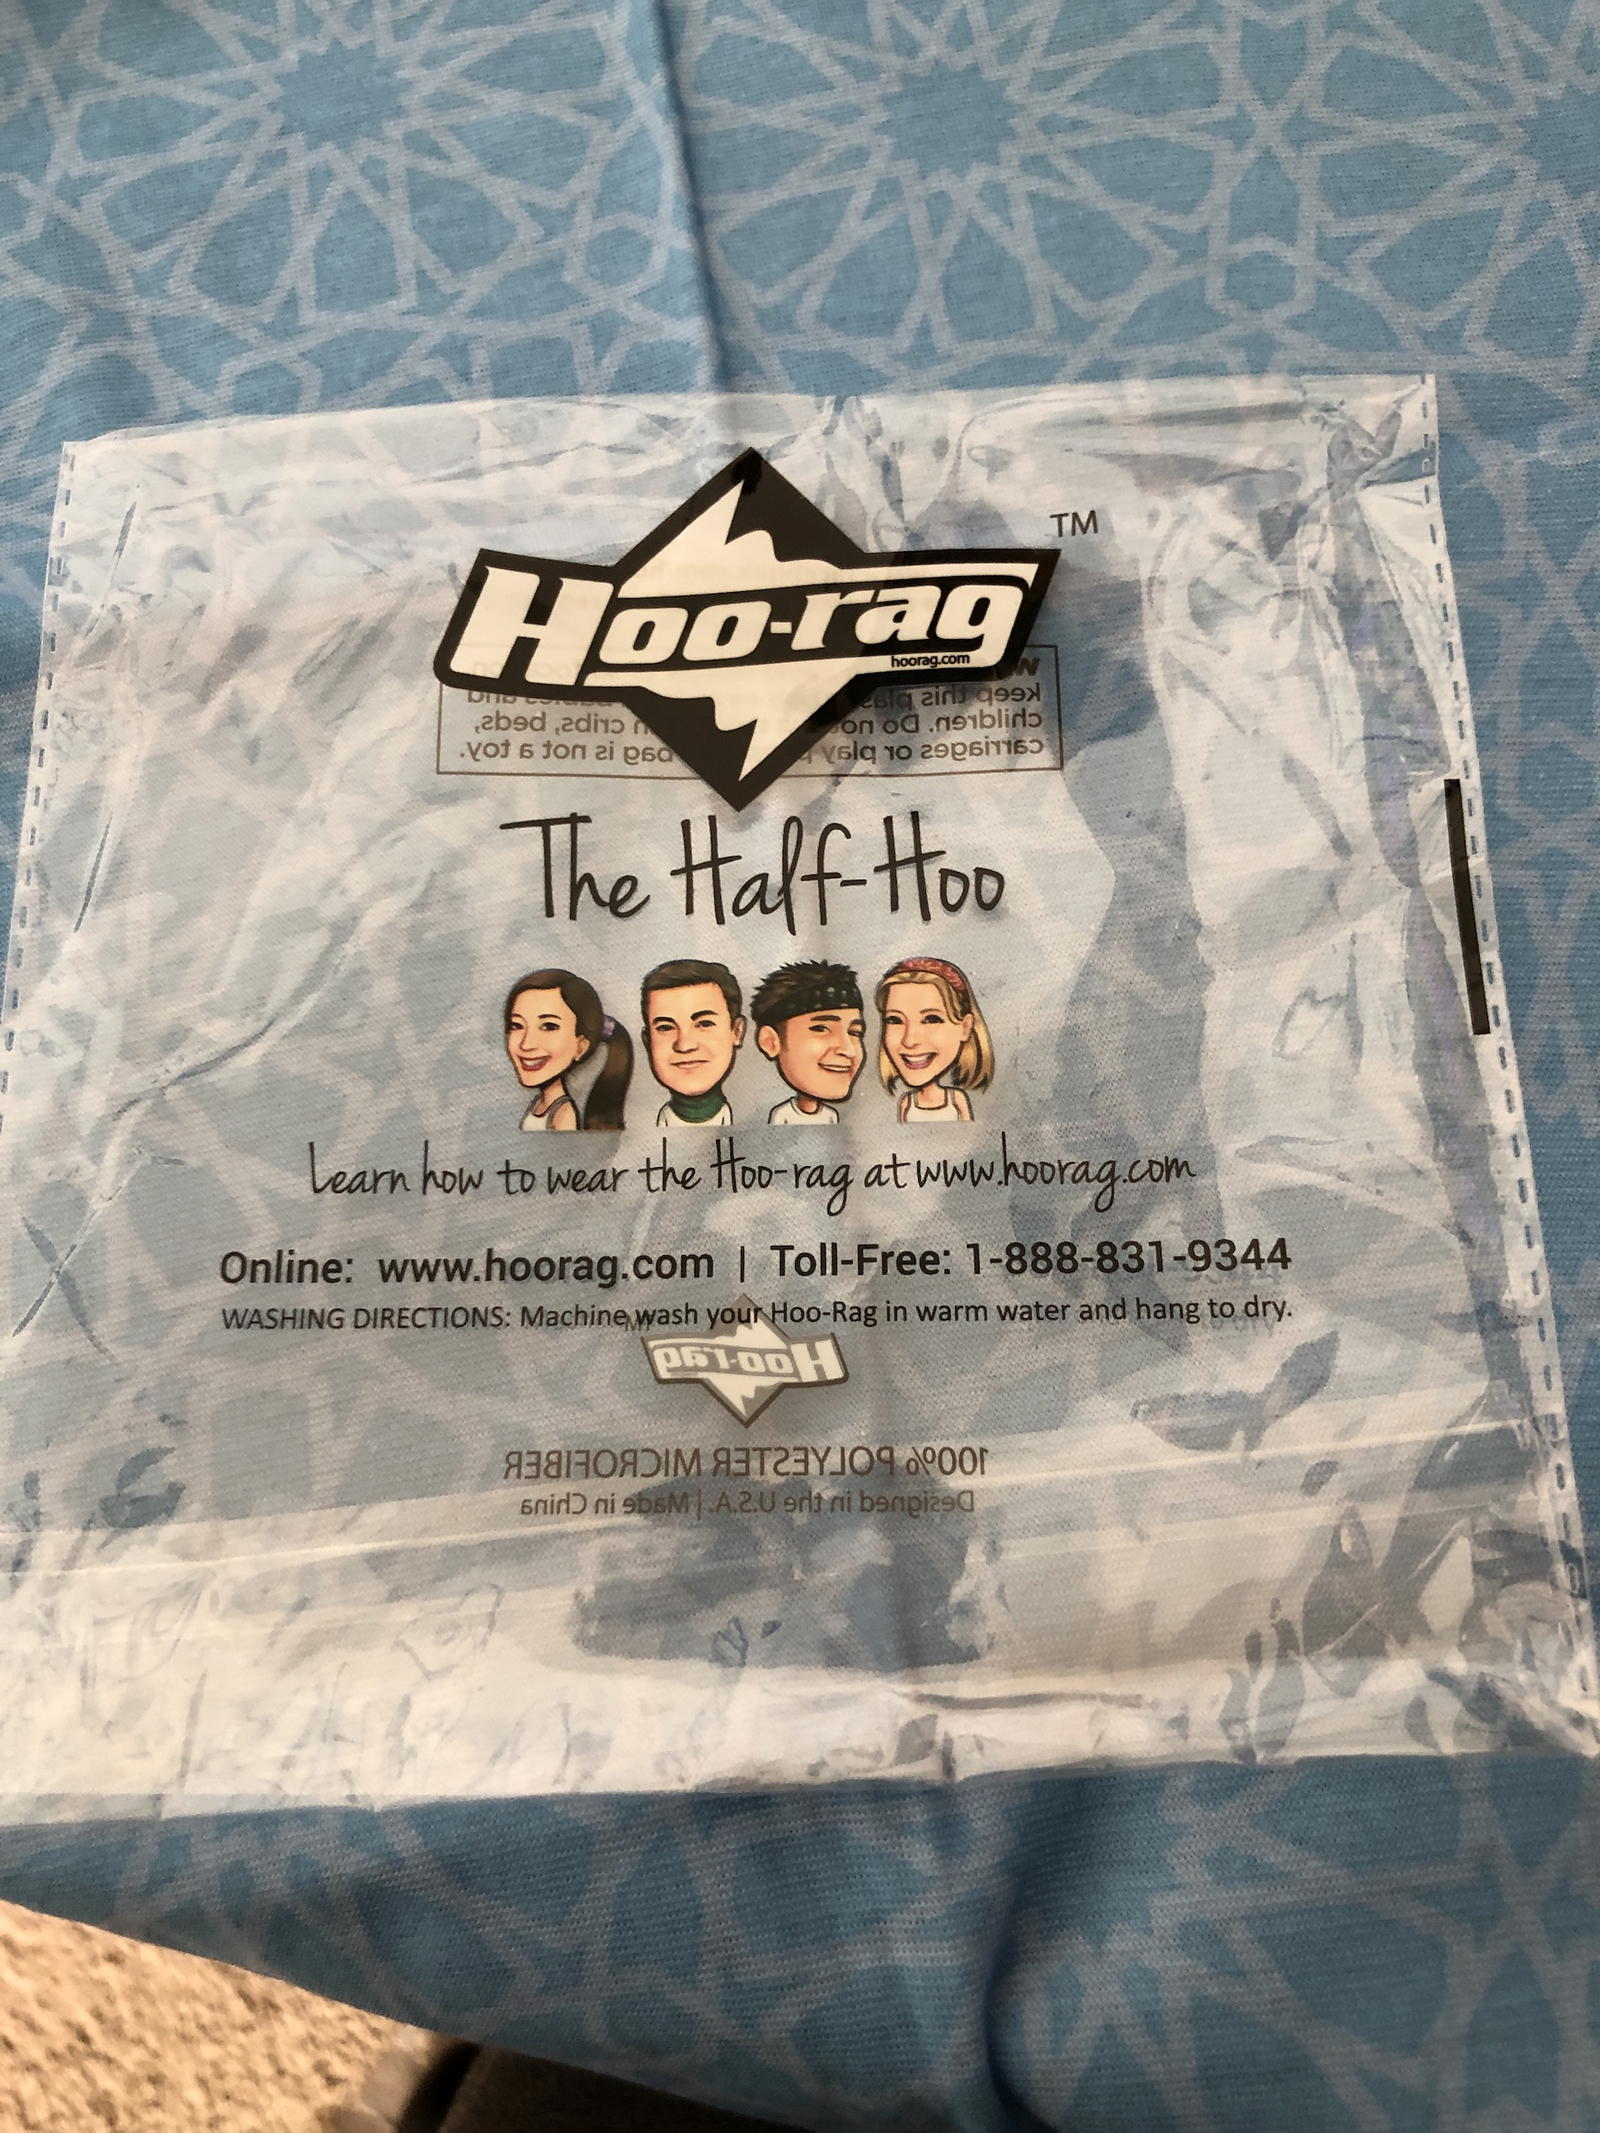 TM
Hoo-rag
hoorag.com
keep this plas
children. Do no cribs, beds,
carriages or play bag is not a toy.
The Half-Hoo
Learn how to wear the Hoo-rag at www.hoorag.com
Online: www.hoorag.com | Toll-Free: 1-888-831-9344
WASHING DIRECTIONS: Machine wash your Hoo-Rag in warm water and hang to dry.
Hoo-rag
100% POLYESTER MICROFIBER
Designed in the U.S.A. | Made in China